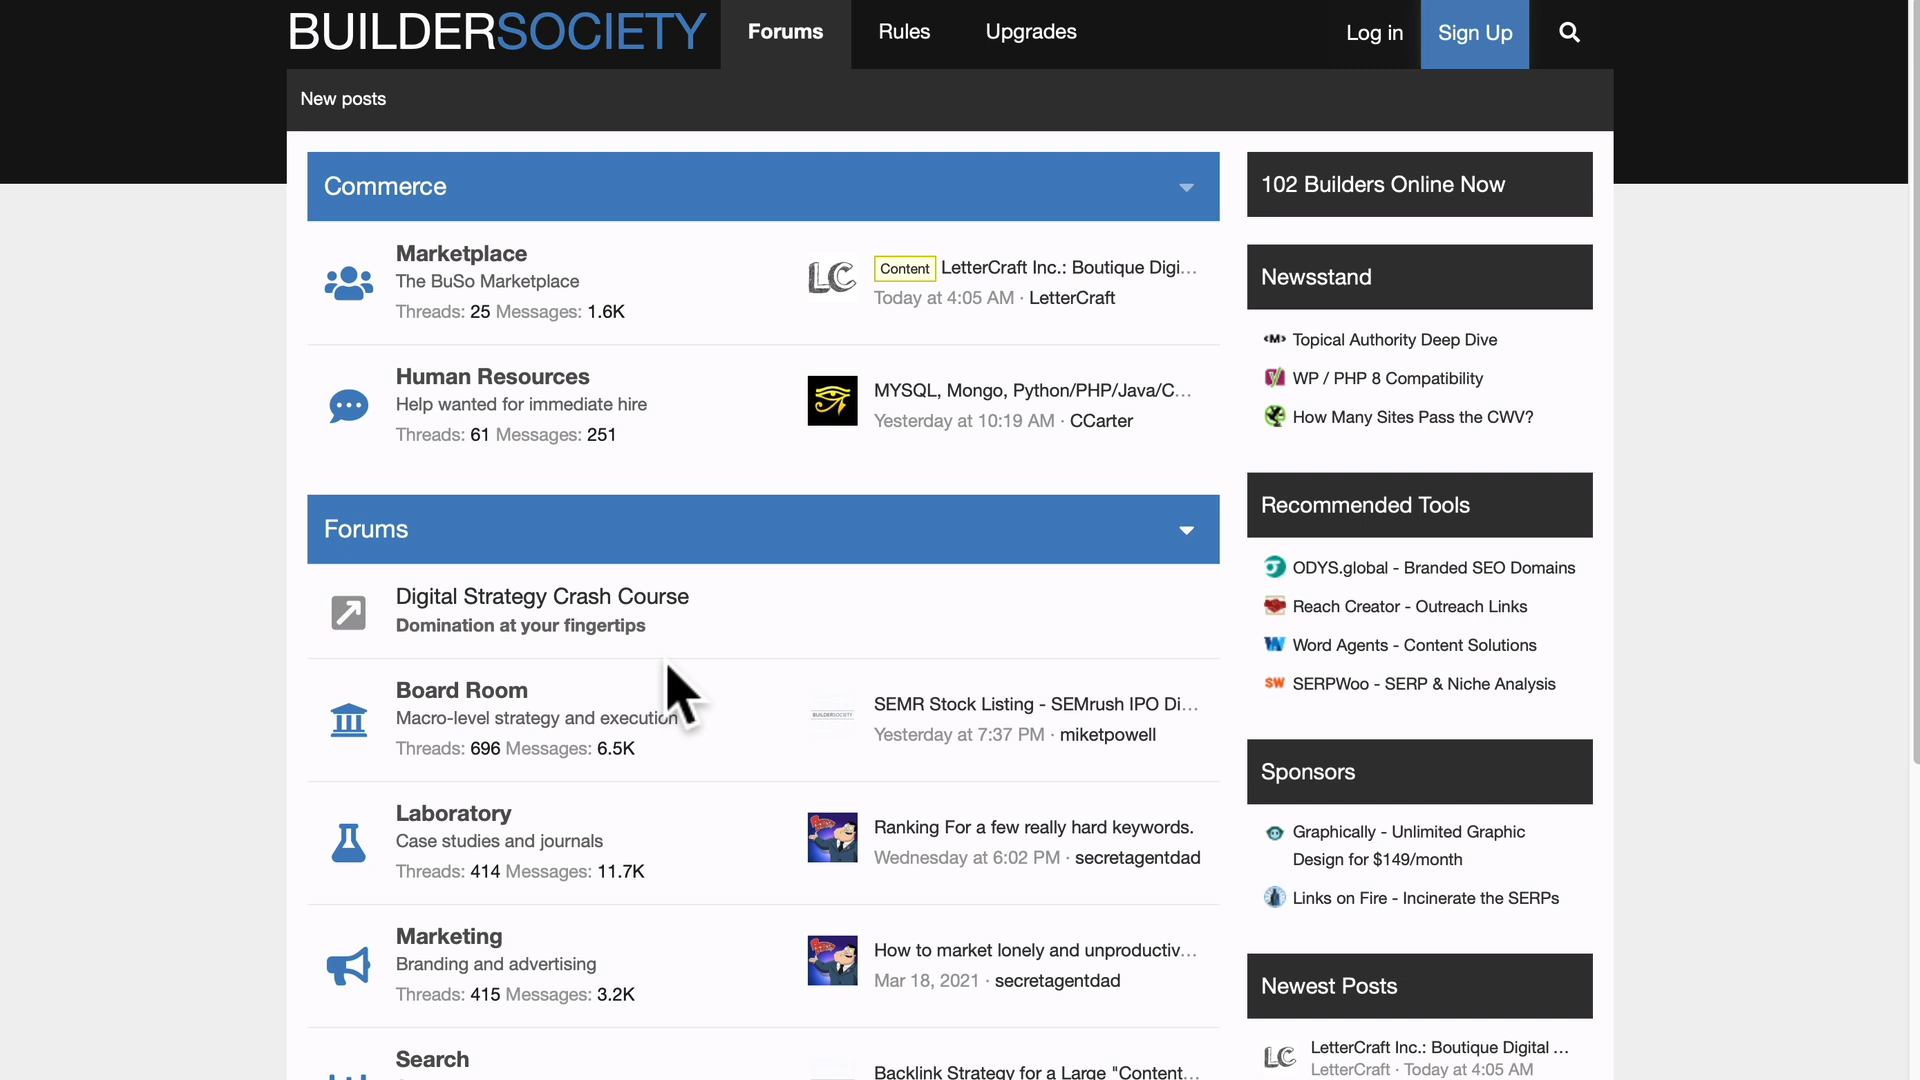 BUILDERSOCIETY
Forums
Rules
Upgrades
Log in
Sign Up
New posts
Commerce
Marketplace
The BuSo Marketplace
Threads: 25 Messages: 1.6K
LC
Content LetterCraft Inc.: Boutique Digi...
Today at 4:05 AM · LetterCraft
Human Resources
Help wanted for immediate hire
Threads: 61 Messages: 251
MYSQL, Mongo, Python/PHP/Java/C...
Yesterday at 10:19 AM · CCarter
Forums
Digital Strategy Crash Course
Domination at your fingertips
Board Room
Macro-level strategy and execution
Threads: 696 Messages: 6.5K
BUILDERSOCIETY
SEMR Stock Listing - SEMrush IPO Di...
Yesterday at 7:37 PM · miketpowell
Laboratory
Case studies and journals
Threads: 414 Messages: 11.7K
Ranking For a few really hard keywords.
Wednesday at 6:02 PM · secretagentdad
Marketing
Branding and advertising
Threads: 415 Messages: 3.2K
How to market lonely and unproductiv...
Mar 18, 2021 · secretagentdad
Search
Backlink Strategy for a Large "Content...
102 Builders Online Now
Newsstand
Topical Authority Deep Dive
WP / PHP 8 Compatibility
How Many Sites Pass the CWV?
Recommended Tools
ODYS.global - Branded SEO Domains
Reach Creator - Outreach Links
Word Agents - Content Solutions
SW SERPWoo - SERP & Niche Analysis
Sponsors
Graphically - Unlimited Graphic
Design for $149/month
Links on Fire - Incinerate the SERPs
Newest Posts
LC
LetterCraft Inc.: Boutique Digital ...
LetterCraft · Today at 4:05 AM